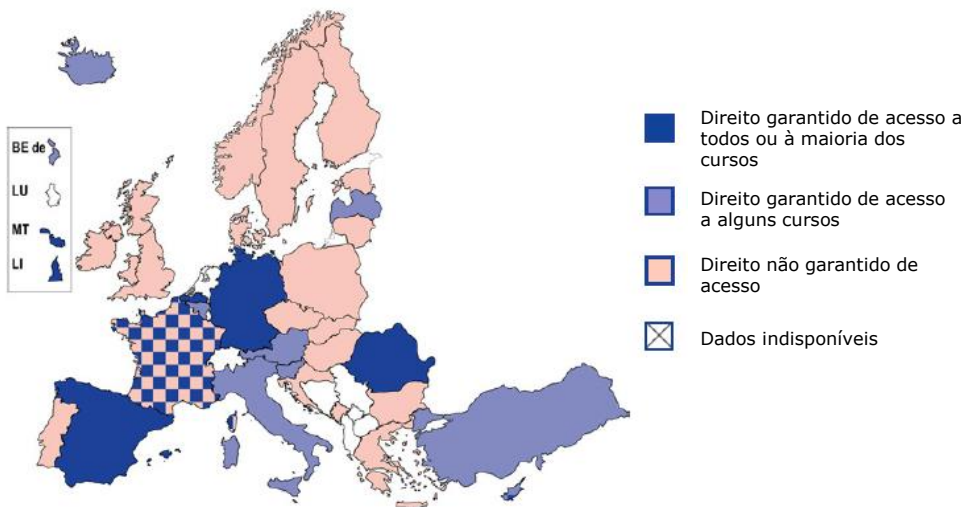 BE de
LU
MT
LI
Direito garantido de acesso a
todos ou à maioria dos
cursos
Direito garantido de acesso
a alguns cursos
Direito não garantido de
acesso
Dados indisponíveis